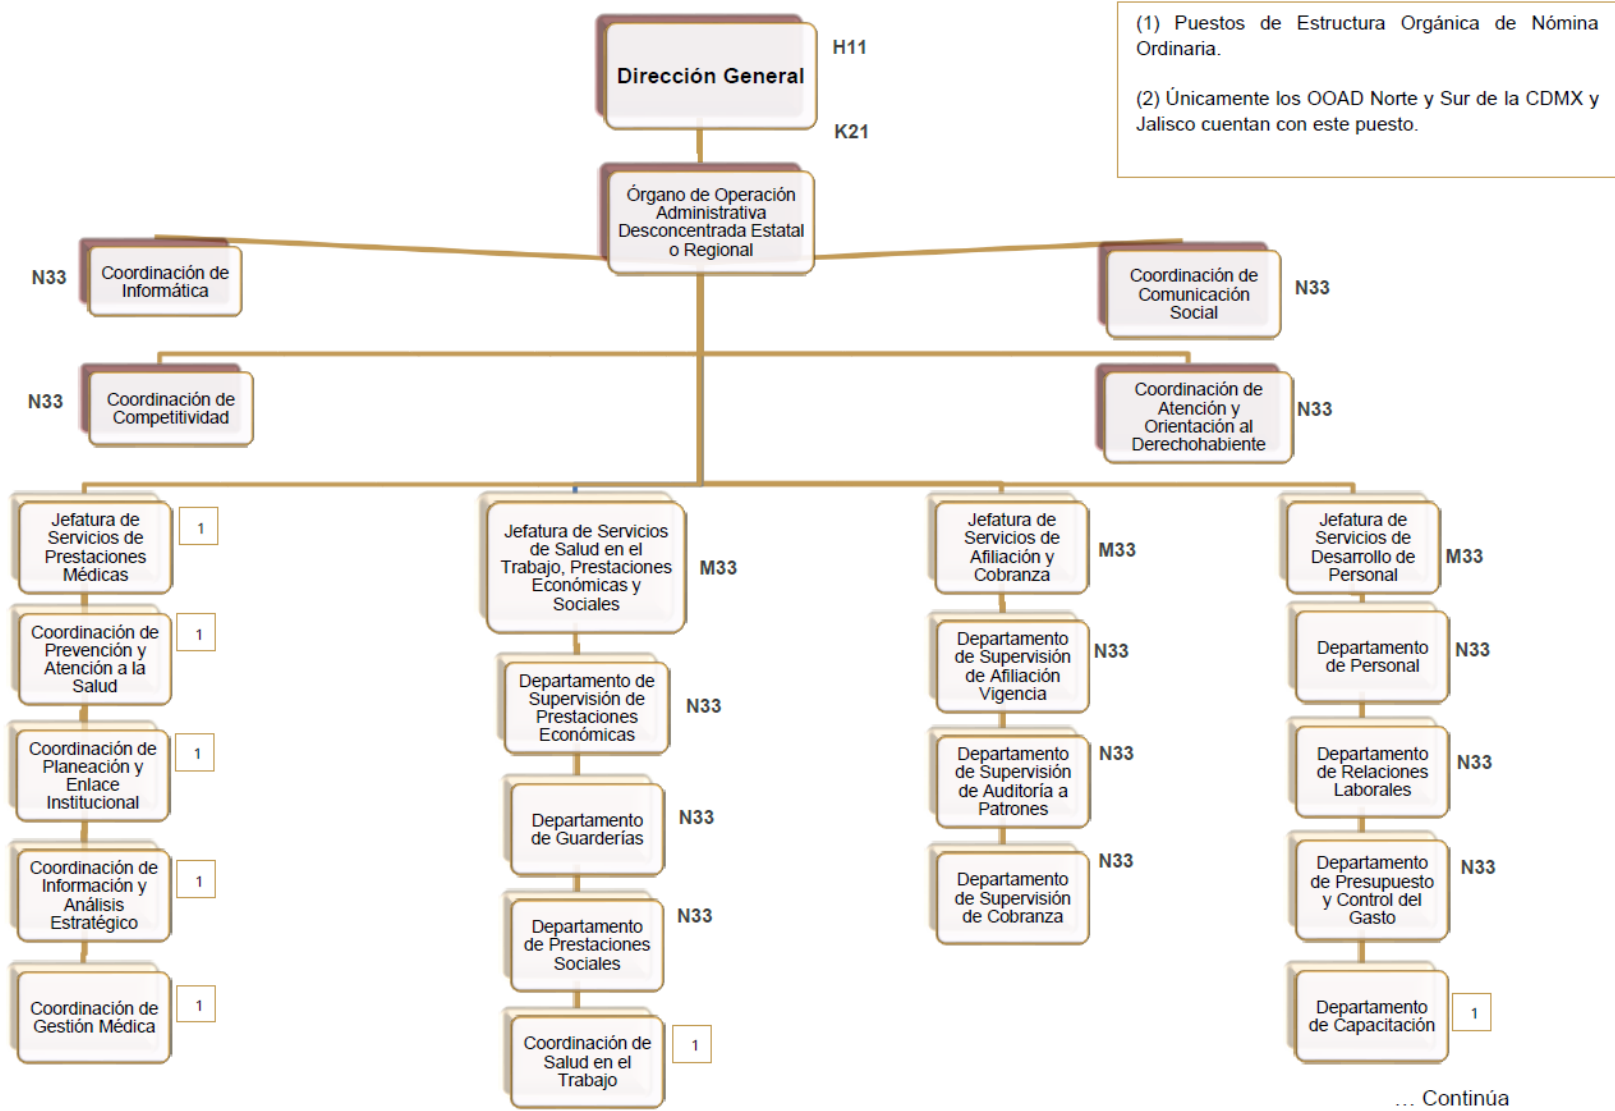 (1) Puestos de Estructura Orgánica de Nómina
Ordinaria.
(2) Únicamente los OOAD Norte y Sur de la CDMX y
Jalisco cuentan con este puesto.
H11
Dirección General
K21
Órgano de Operación
Administrativa
Desconcentrada Estatal
o Regional
N33
Coordinación de
Informática
Coordinación de
Comunicación
Social
N33
N33
Coordinación de
Competitividad
Coordinación de
Atención y
Orientación al
Derechohabiente
N33
Jefatura de
Servicios de
Prestaciones
Médicas
1
Coordinación de
Prevención y
Atención a la
Salud
1
Coordinación de
Planeación y
Enlace
Institucional
1
Coordinación de
Información y
Análisis
Estratégico
1
Coordinación de
Gestión Médica
1
Jefatura de Servicios
de Salud en el
Trabajo, Prestaciones
Económicas y
Sociales
M33
Departamento de
Supervisión de
Prestaciones
Económicas
N33
Departamento
de Guarderías
N33
Departamento
de Prestaciones
Sociales
N33
Coordinación de
Salud en el
Trabajo
1
Jefatura de
Servicios de
Afiliación y
Cobranza
M33
Departamento
de Supervisión
de Afiliación
Vigencia
N33
Departamento
de Supervisión
de Auditoría a
Patrones
N33
Departamento
de Supervisión
de Cobranza
N33
Jefatura de
Servicios de
Desarrollo de
Personal
M33
Departamento
de Personal
N33
Departamento
de Relaciones
Laborales
N33
Departamento
de Presupuesto
y Control del
Gasto
N33
Departamento
de Capacitación
1
… Continúa